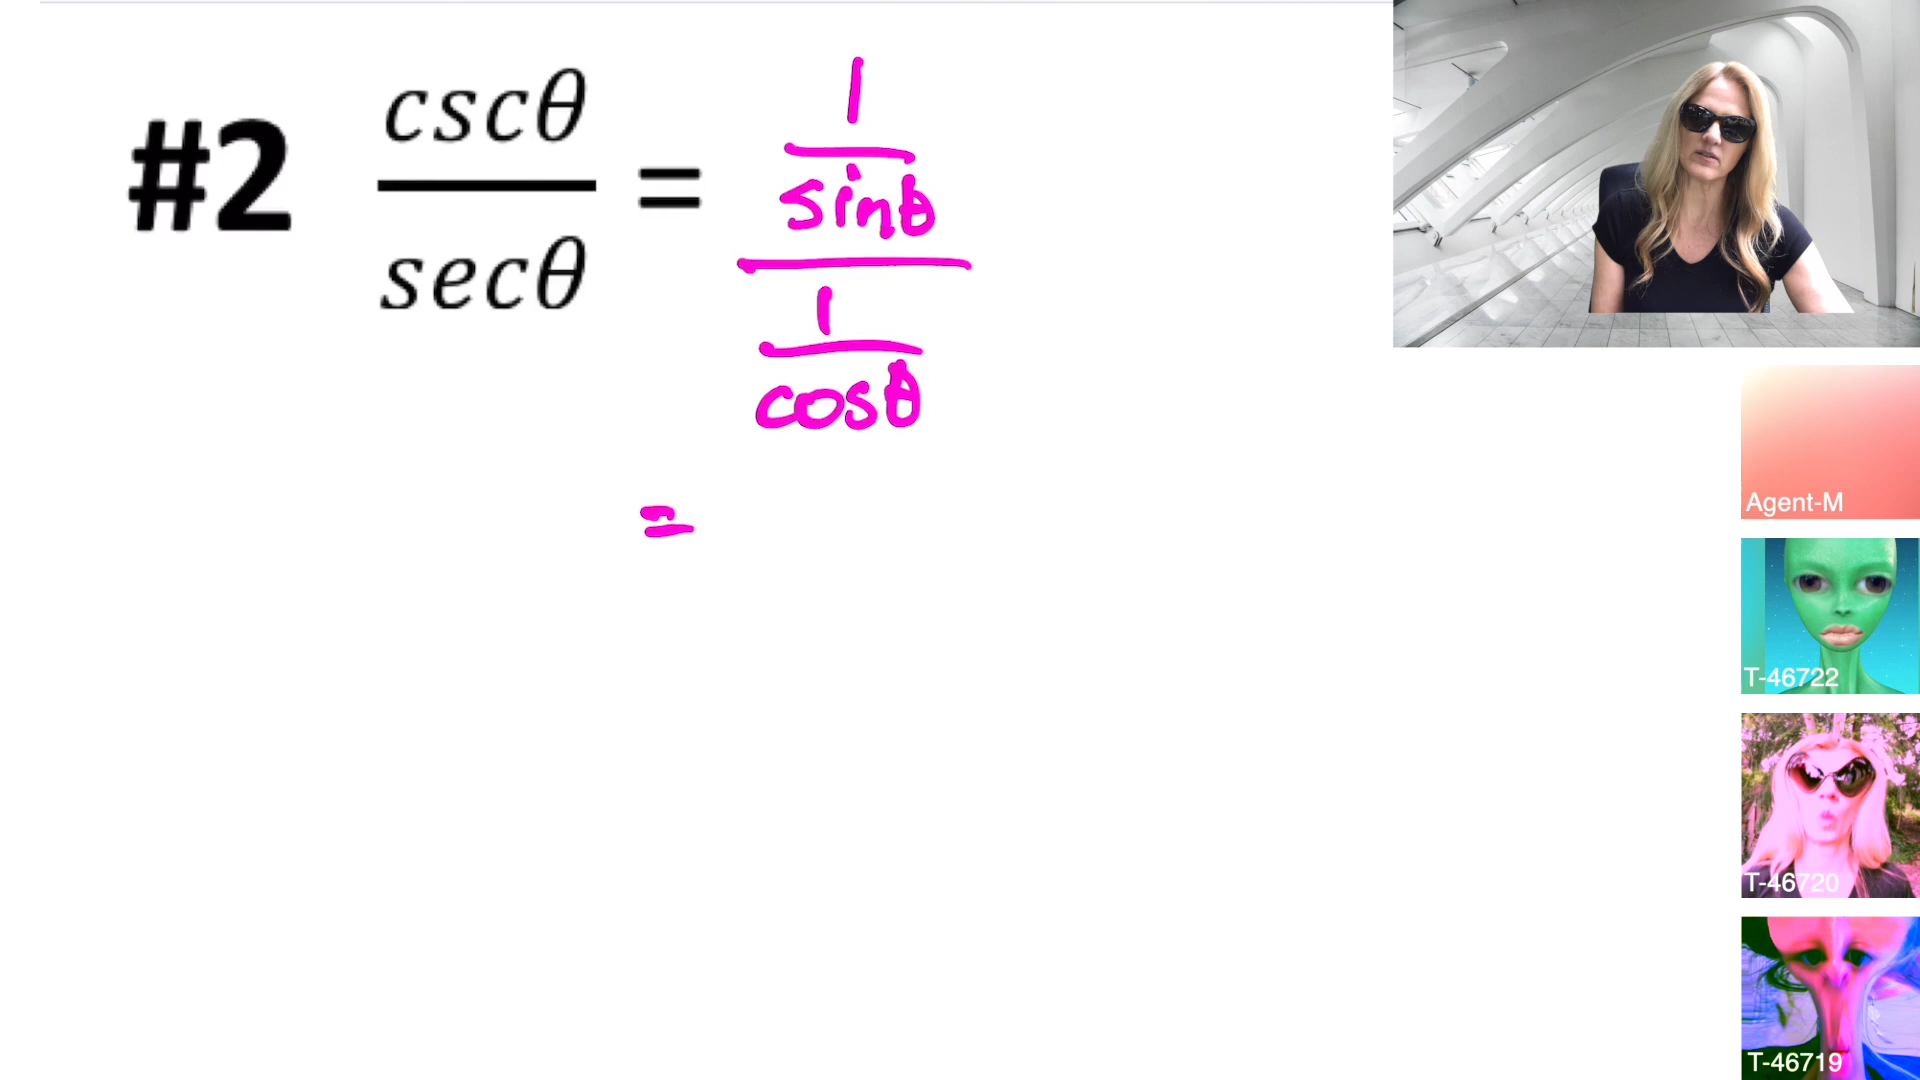 #2 cscθ/secθ = (1/sinθ)/(1/cosθ)
=
Agent-M
T-46722
T-46720
T-46719